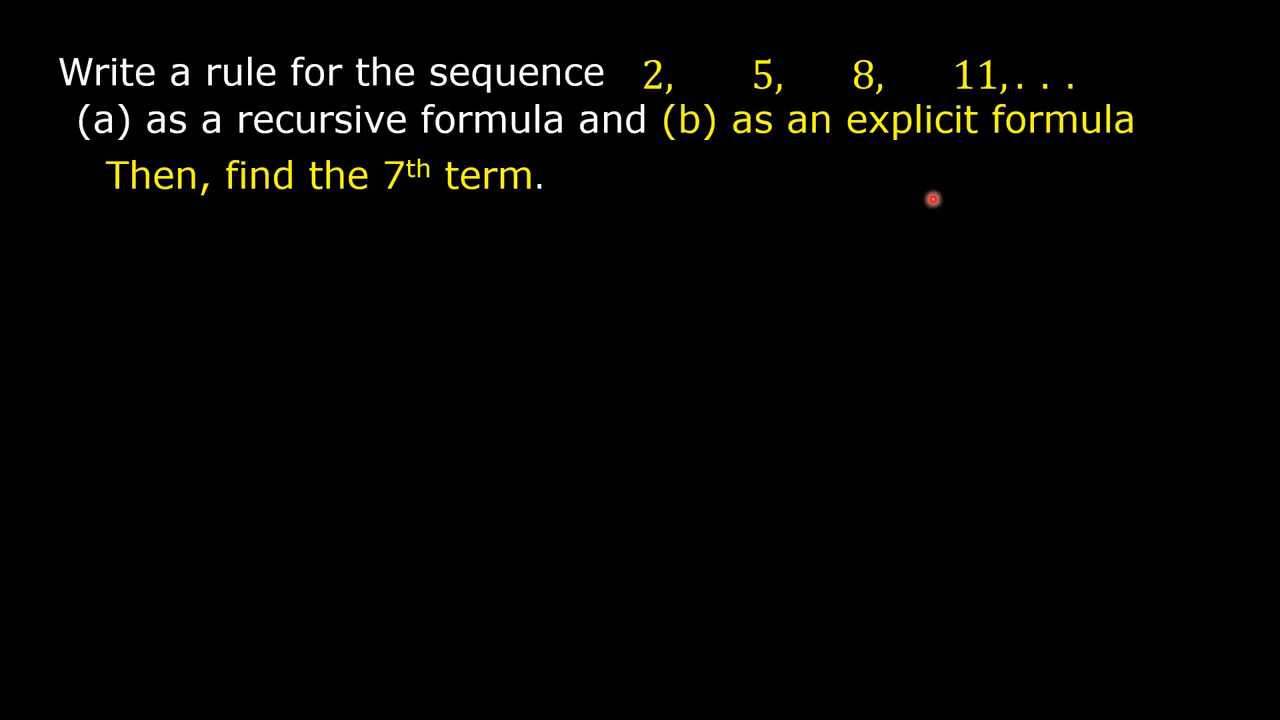 Write a rule for the sequence 2, 5, 8, 11, . . .
(a) as a recursive formula and (b) as an explicit formula
Then, find the 7th term.